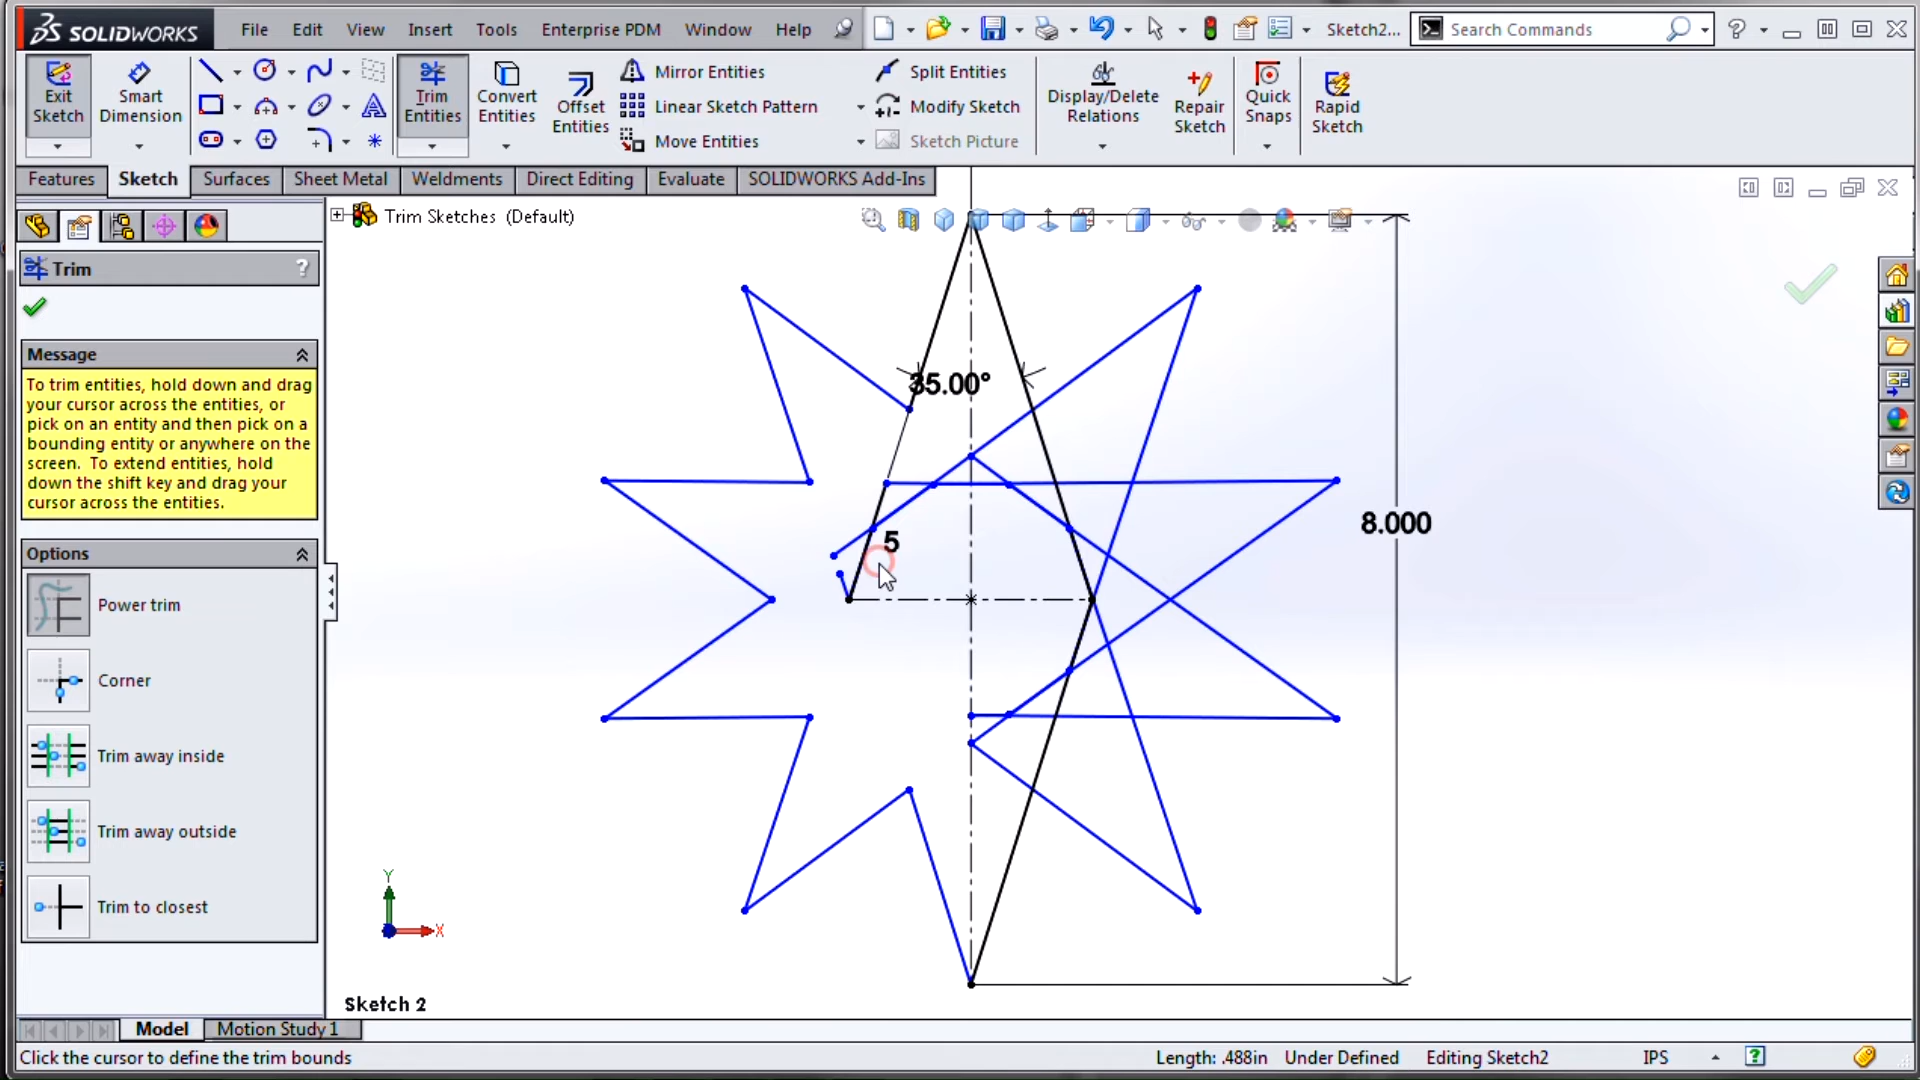 SOLIDWORKS File Edit View Insert Tools Enterprise PDM Window Help Sketch2... Search Commands
Exit Sketch
Smart Dimension
Trim Entities
Convert Entities
Offset Entities
Mirror Entities
Linear Sketch Pattern
Move Entities
Split Entities
Modify Sketch
Sketch Picture
Display/Delete Relations
Repair Sketch
Quick Snaps
Rapid Sketch
Features Sketch Surfaces Sheet Metal Weldments Direct Editing Evaluate SOLIDWORKS Add-Ins
Trim Sketches (Default)
Trim ?
Message
To trim entities, hold down and drag
your cursor across the entities, or
pick on an entity and then pick on a
bounding entity or anywhere on the
screen. To extend entities, hold
down the shift key and drag your
cursor across the entities.
Options
Power trim
Corner
Trim away inside
Trim away outside
Trim to closest
35.00°
5
8.000
Y
X
Sketch 2
Model Motion Study 1
Click the cursor to define the trim bounds Length: .488in Under Defined Editing Sketch2 IPS